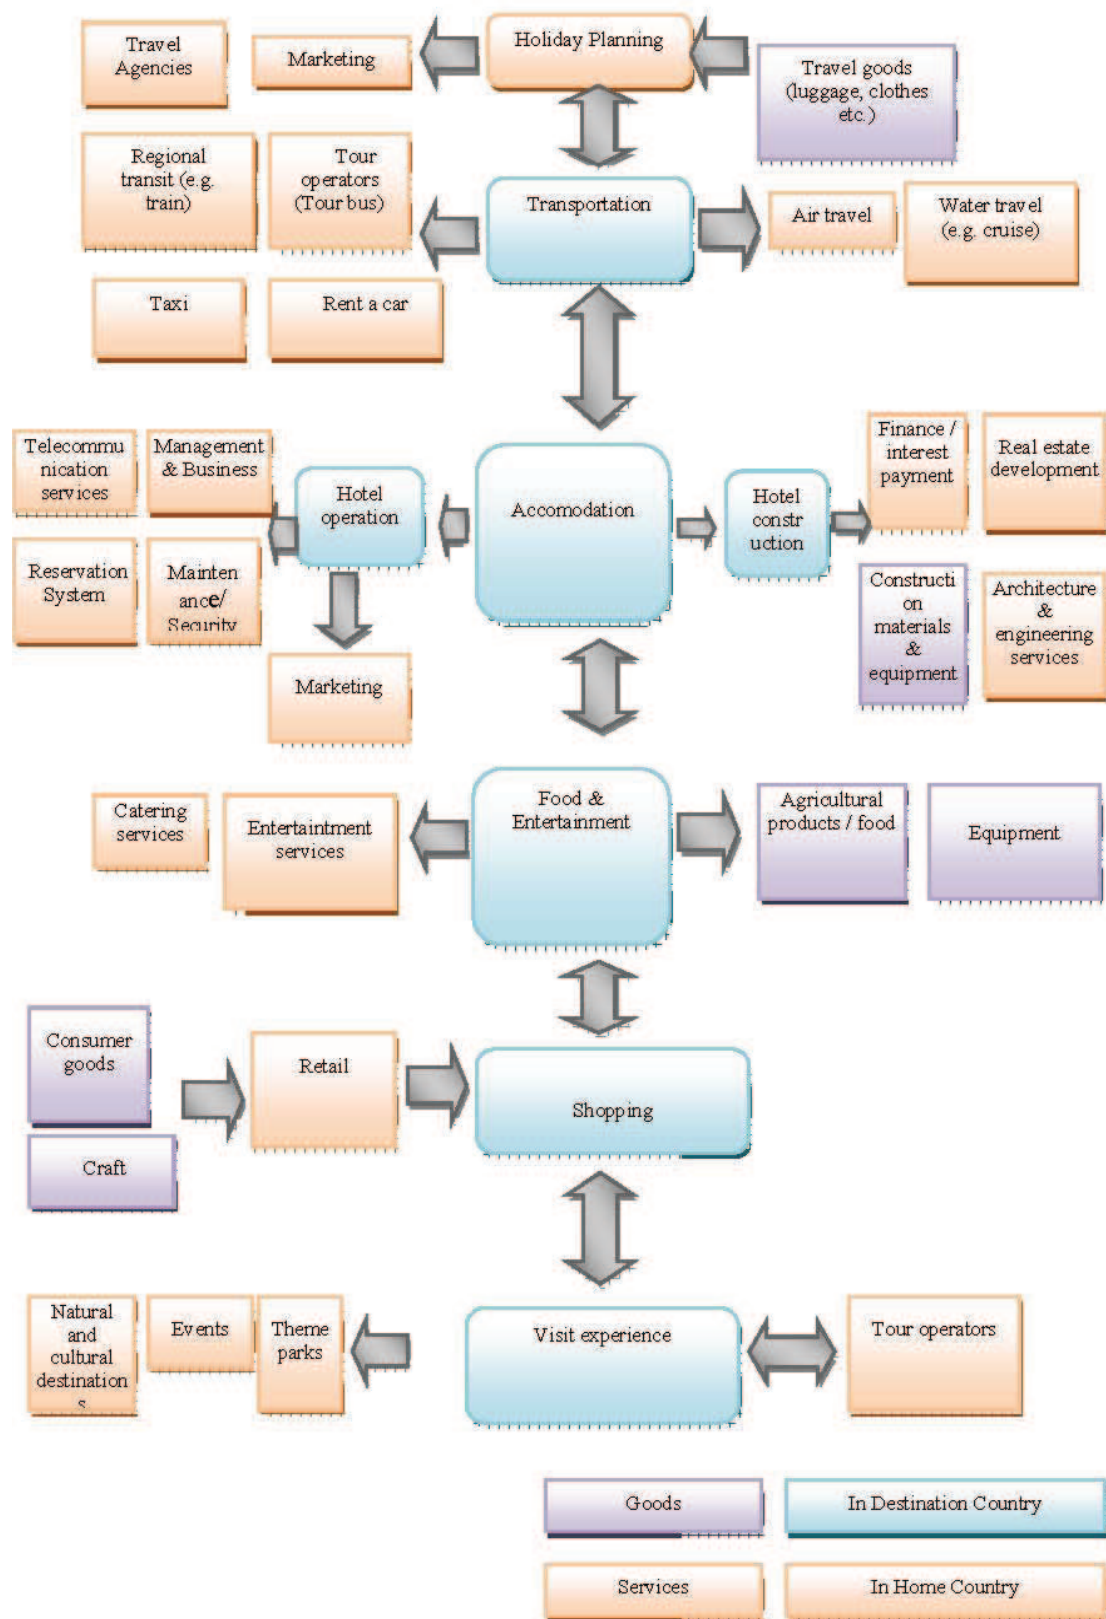 Travel
Agencies
Marketing
Holiday Planning
Travel goods
(luggage, clothes
etc.)
Regional
transit (e.g.
train)
Tour
operators
(Tour bus)
Transportation
Air travel
Water travel
(e.g. cruise)
Taxi
Rent a car
Telecommu
nication
services
Management
& Business
Hotel
operation
Accomodation
Hotel
constr
uction
Finance /
interest
payment
Real estate
development
Reservation
System
Mainten
ance/
Security
Marketing
Constructi
on
materials
&
equipment
Architecture
&
engineering
services
Catering
services
Entertaintment
services
Food &
Entertainment
Agricultural
products / food
Equipment
Consumer
goods
Craft
Retail
Shopping
Natural
and
cultural
destination
s
Events
Theme
parks
Visit experience
Tour operators
Goods
In Destination Country
Services
In Home Country